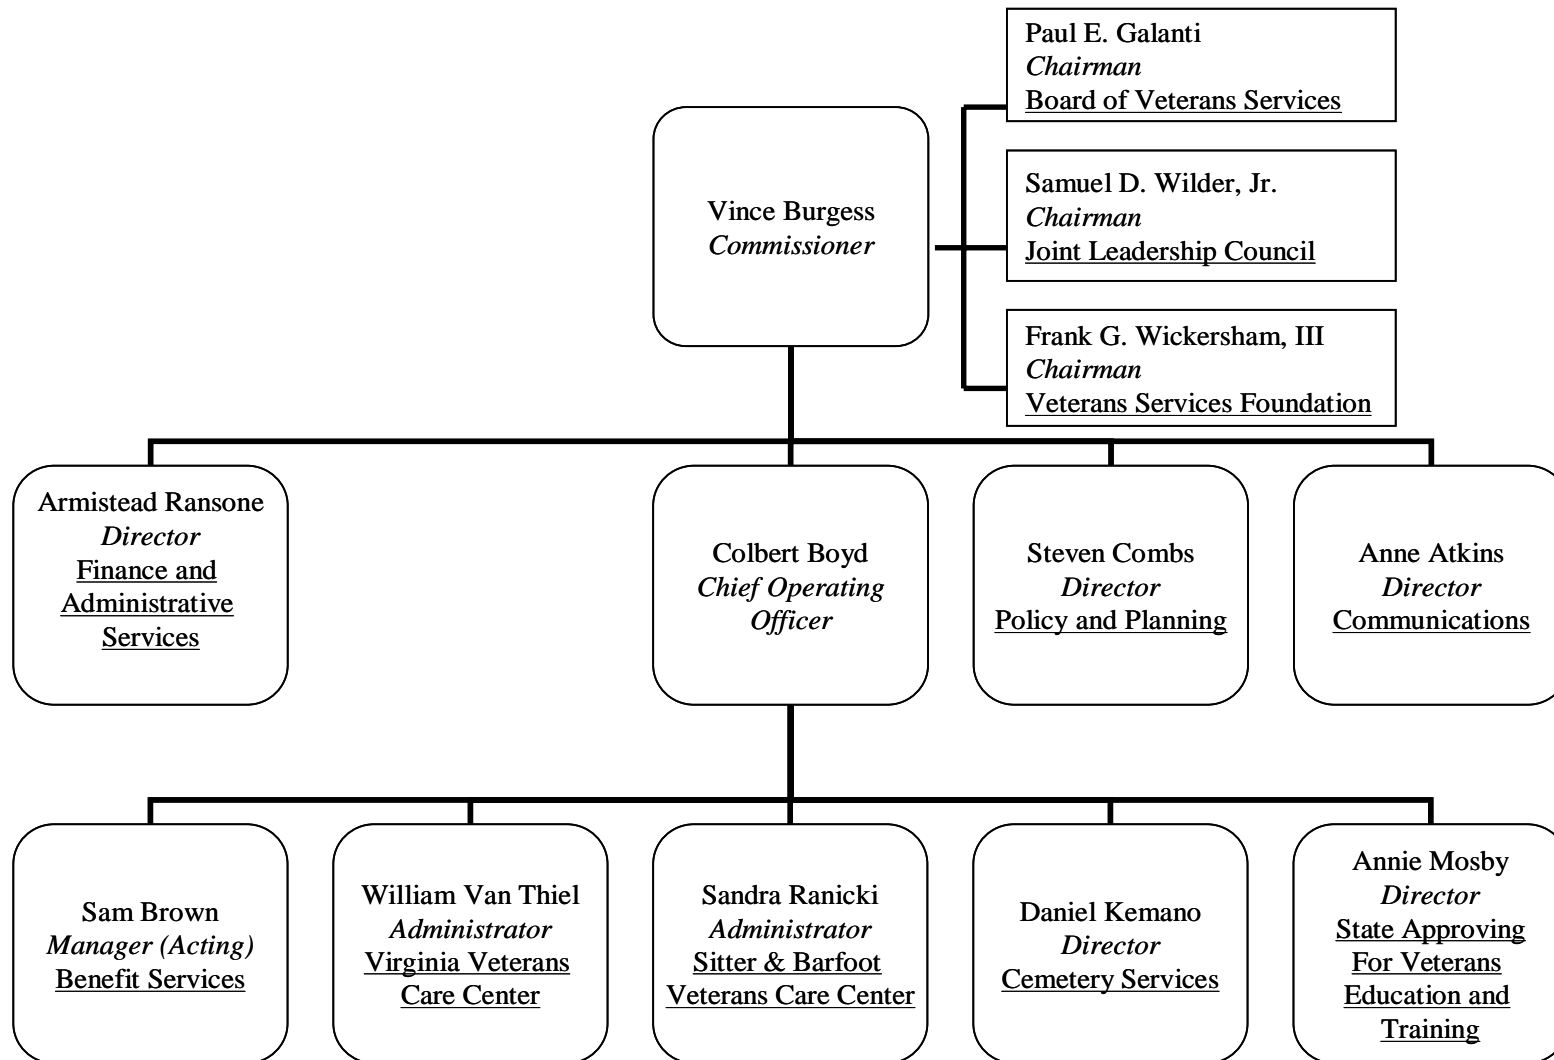 Paul E. Galanti
Chairman
Board of Veterans Services
Samuel D. Wilder, Jr.
Chairman
Joint Leadership Council
Vince Burgess
Commissioner
Frank G. Wickersham, III
Chairman
Veterans Services Foundation
Armistead Ransone
Director
Finance and
Administrative
Services
Colbert Boyd
Chief Operating
Officer
Steven Combs
Director
Policy and Planning
Anne Atkins
Director
Communications
Sam Brown
Manager (Acting)
Benefit Services
William Van Thiel
Administrator
Virginia Veterans
Care Center
Sandra Ranicki
Administrator
Sitter & Barfoot
Veterans Care Center
Daniel Kemano
Director
Cemetery Services
Annie Mosby
Director
State Approving
For Veterans
Education and
Training